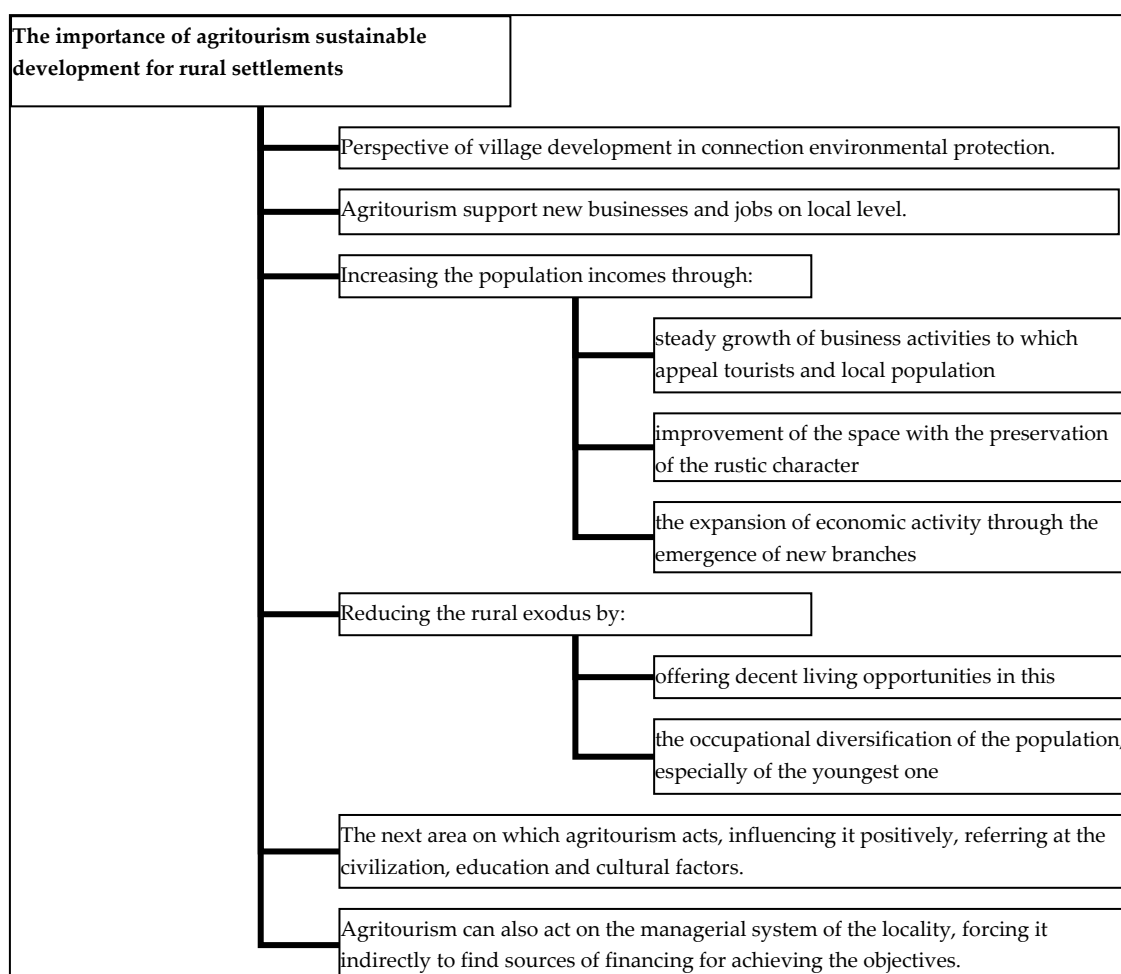 The importance of agritourism sustainable
development for rural settlements
Perspective of village development in connection environmental protection.
Agritourism support new businesses and jobs on local level.
Increasing the population incomes through:
steady growth of business activities to which
appeal tourists and local population
improvement of the space with the preservation
of the rustic character
the expansion of economic activity through the
emergence of new branches
Reducing the rural exodus by:
offering decent living opportunities in this
the occupational diversification of the population,
especially of the youngest one
The next area on which agritourism acts, influencing it positively, referring at the
civilization, education and cultural factors.
Agritourism can also act on the managerial system of the locality, forcing it
indirectly to find sources of financing for achieving the objectives.